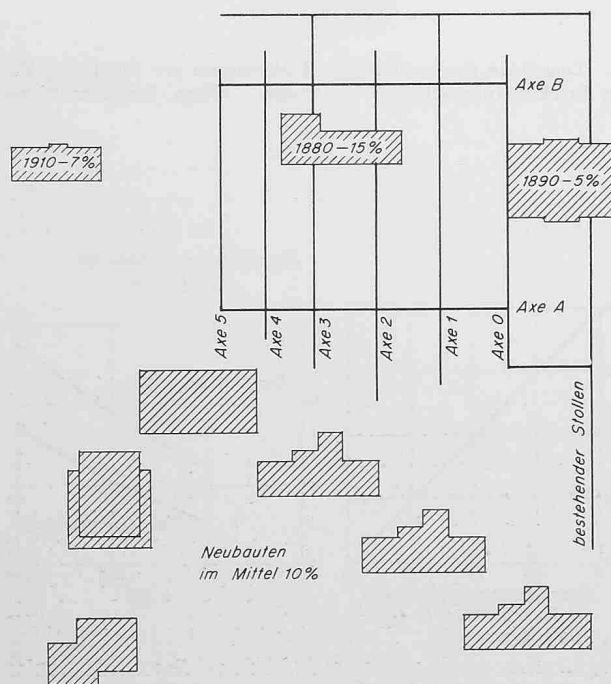 Axe B
1910–7%
1880–15%
1890–5%
Axe A
Axe 5
Axe 4
Axe 3
Axe 2
Axe 1
Axe 0
bestehender Stollen
Neubauten
im Mittel 10%